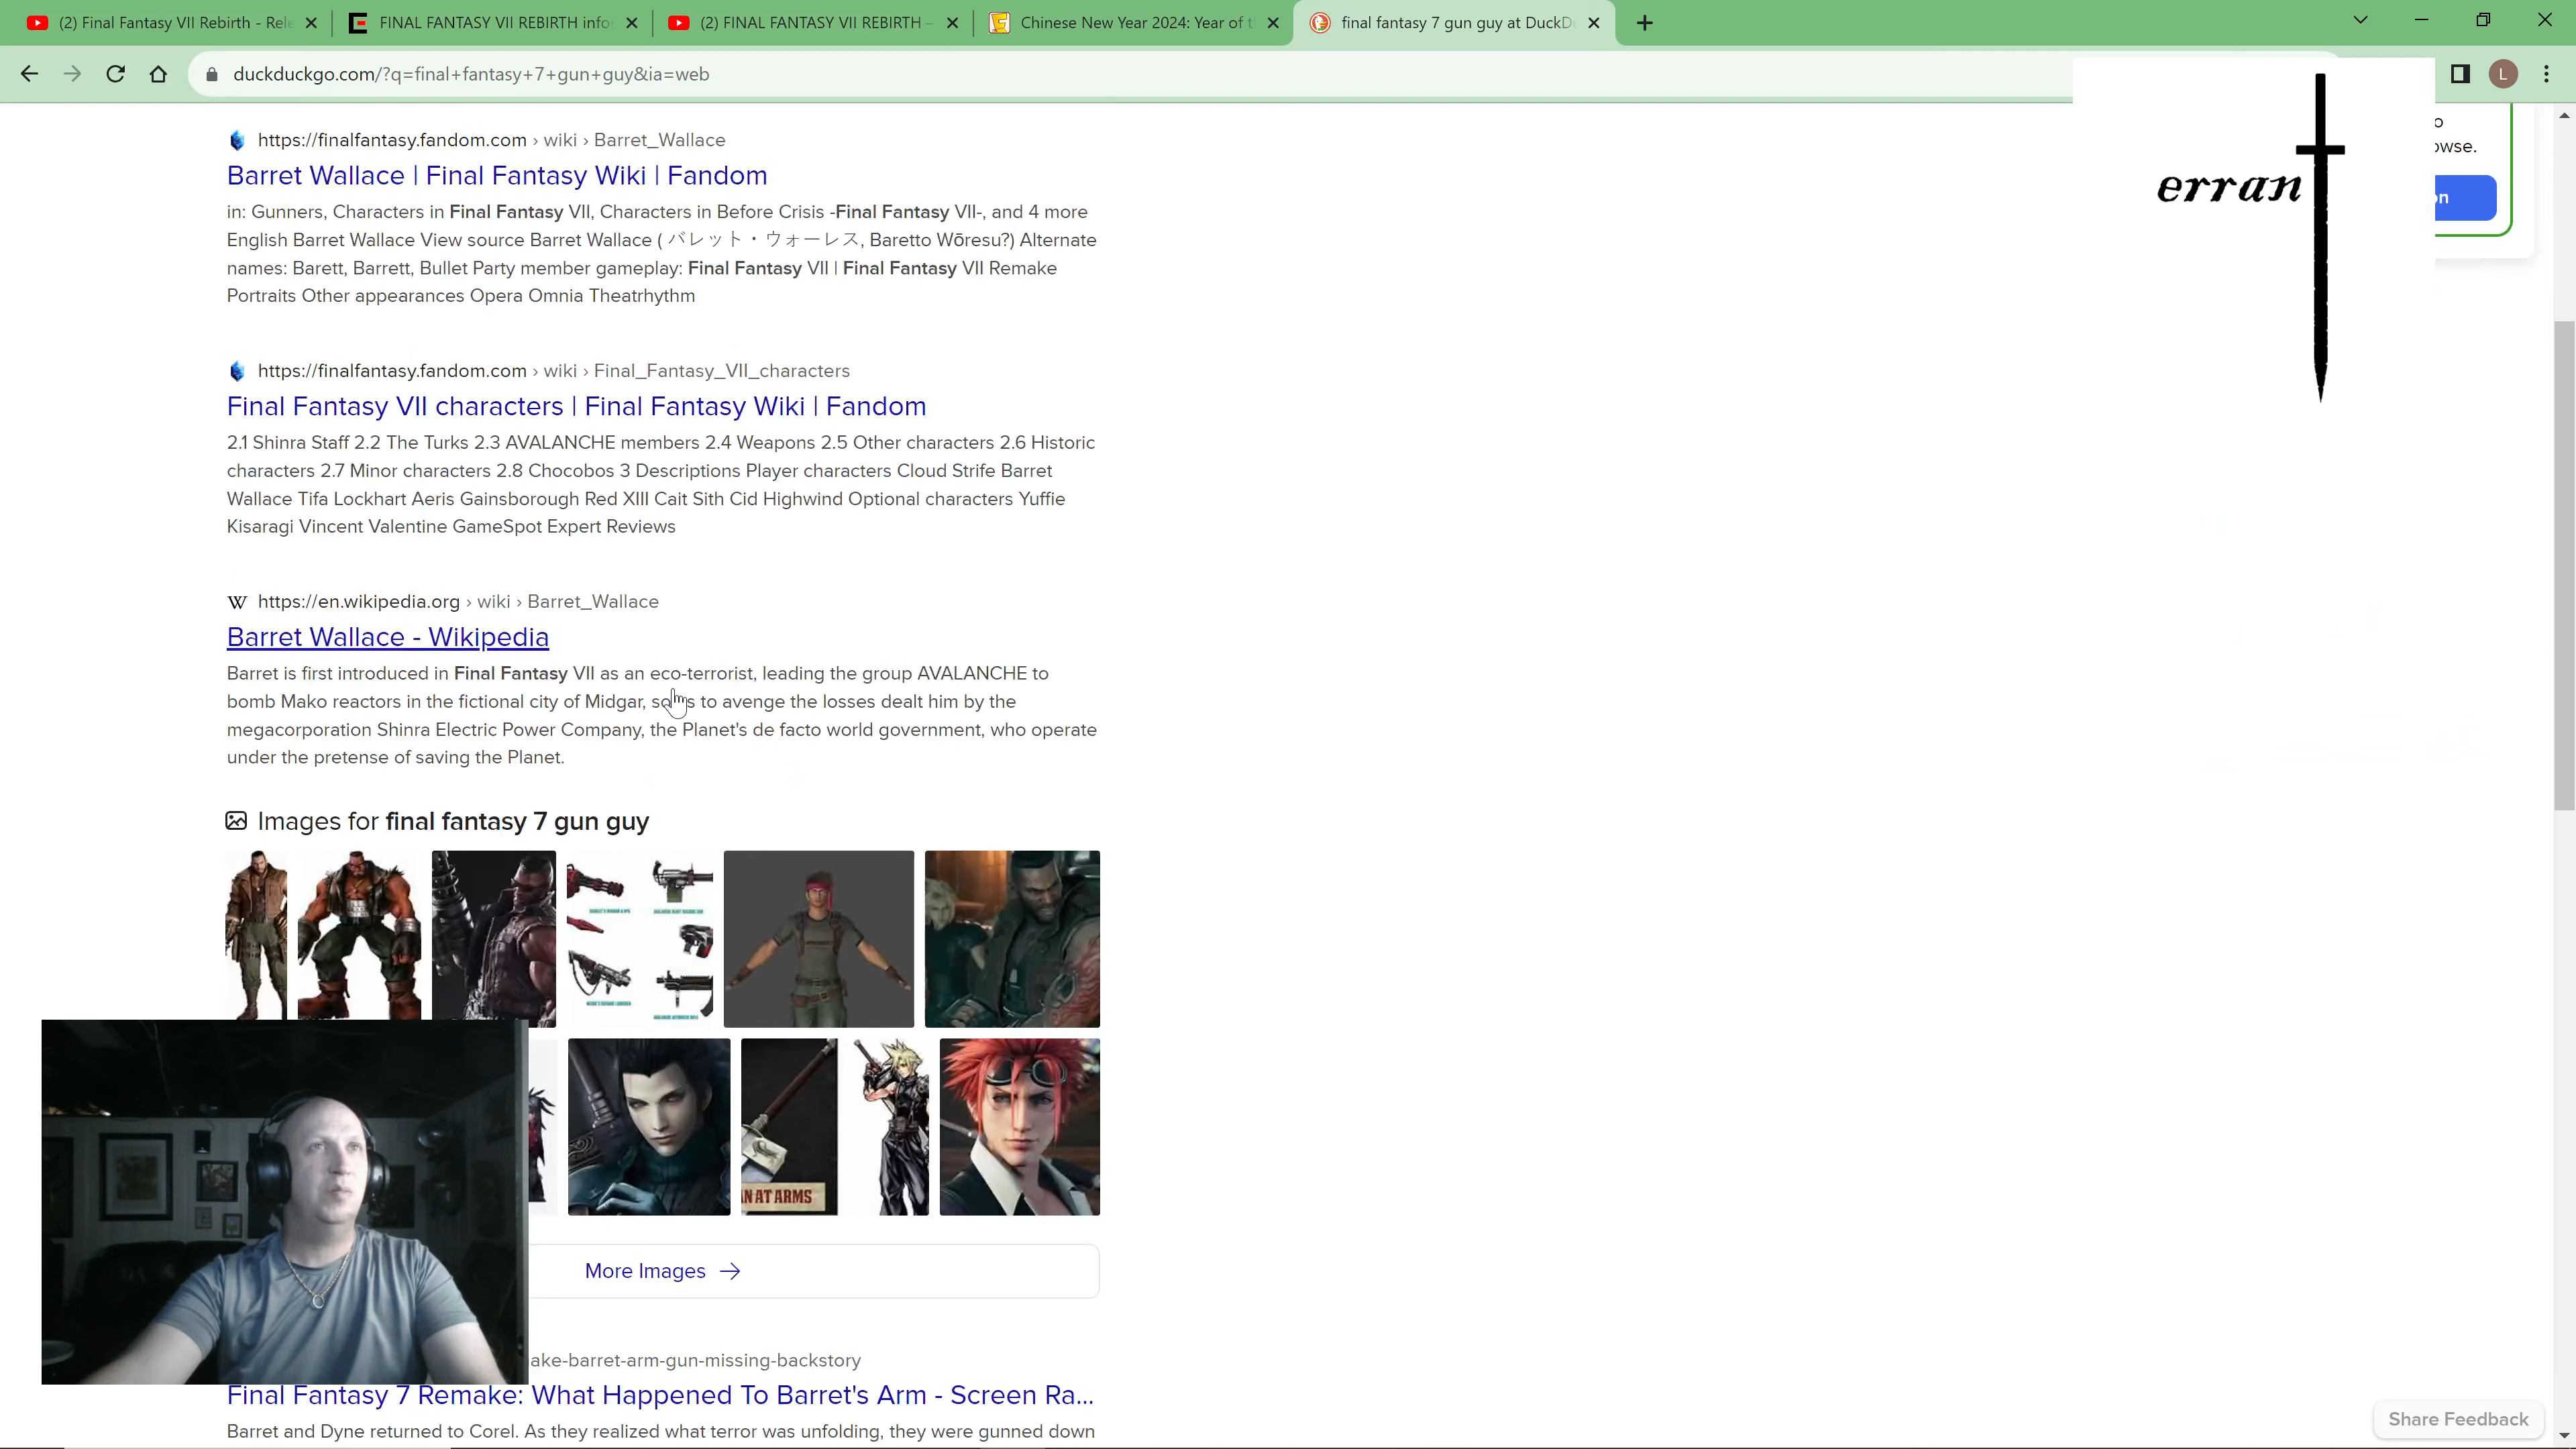 (2) Final Fantasy VII Rebirth - Rele
FINAL FANTASY VII REBIRTH info
(2) FINAL FANTASY VII REBIRTH –
Chinese New Year 2024: Year of t
final fantasy 7 gun guy at DuckD
duckduckgo.com/?q=final+fantasy+7+gun+guy&ia=web
L
erran
owse.
https://finalfantasy.fandom.com › wiki › Barret_Wallace
Barret Wallace | Final Fantasy Wiki | Fandom
in: Gunners, Characters in Final Fantasy VII, Characters in Before Crisis -Final Fantasy VII-, and 4 more
English Barret Wallace View source Barret Wallace ( バレット・ウォーレス, Baretto Wōresu?) Alternate
names: Barett, Barrett, Bullet Party member gameplay: Final Fantasy VII | Final Fantasy VII Remake
Portraits Other appearances Opera Omnia Theatrhythm
https://finalfantasy.fandom.com › wiki › Final_Fantasy_VII_characters
Final Fantasy VII characters | Final Fantasy Wiki | Fandom
2.1 Shinra Staff 2.2 The Turks 2.3 AVALANCHE members 2.4 Weapons 2.5 Other characters 2.6 Historic
characters 2.7 Minor characters 2.8 Chocobos 3 Descriptions Player characters Cloud Strife Barret
Wallace Tifa Lockhart Aeris Gainsborough Red XIII Cait Sith Cid Highwind Optional characters Yuffie
Kisaragi Vincent Valentine GameSpot Expert Reviews
W https://en.wikipedia.org › wiki › Barret_Wallace
Barret Wallace - Wikipedia
Barret is first introduced in Final Fantasy VII as an eco-terrorist, leading the group AVALANCHE to
bomb Mako reactors in the fictional city of Midgar, so as to avenge the losses dealt him by the
megacorporation Shinra Electric Power Company, the Planet's de facto world government, who operate
under the pretense of saving the Planet.
Images for final fantasy 7 gun guy
N AT ARMS
More Images →
ake-barret-arm-gun-missing-backstory
Final Fantasy 7 Remake: What Happened To Barret's Arm - Screen Ra...
Barret and Dyne returned to Corel. As they realized what terror was unfolding, they were gunned down
Share Feedback